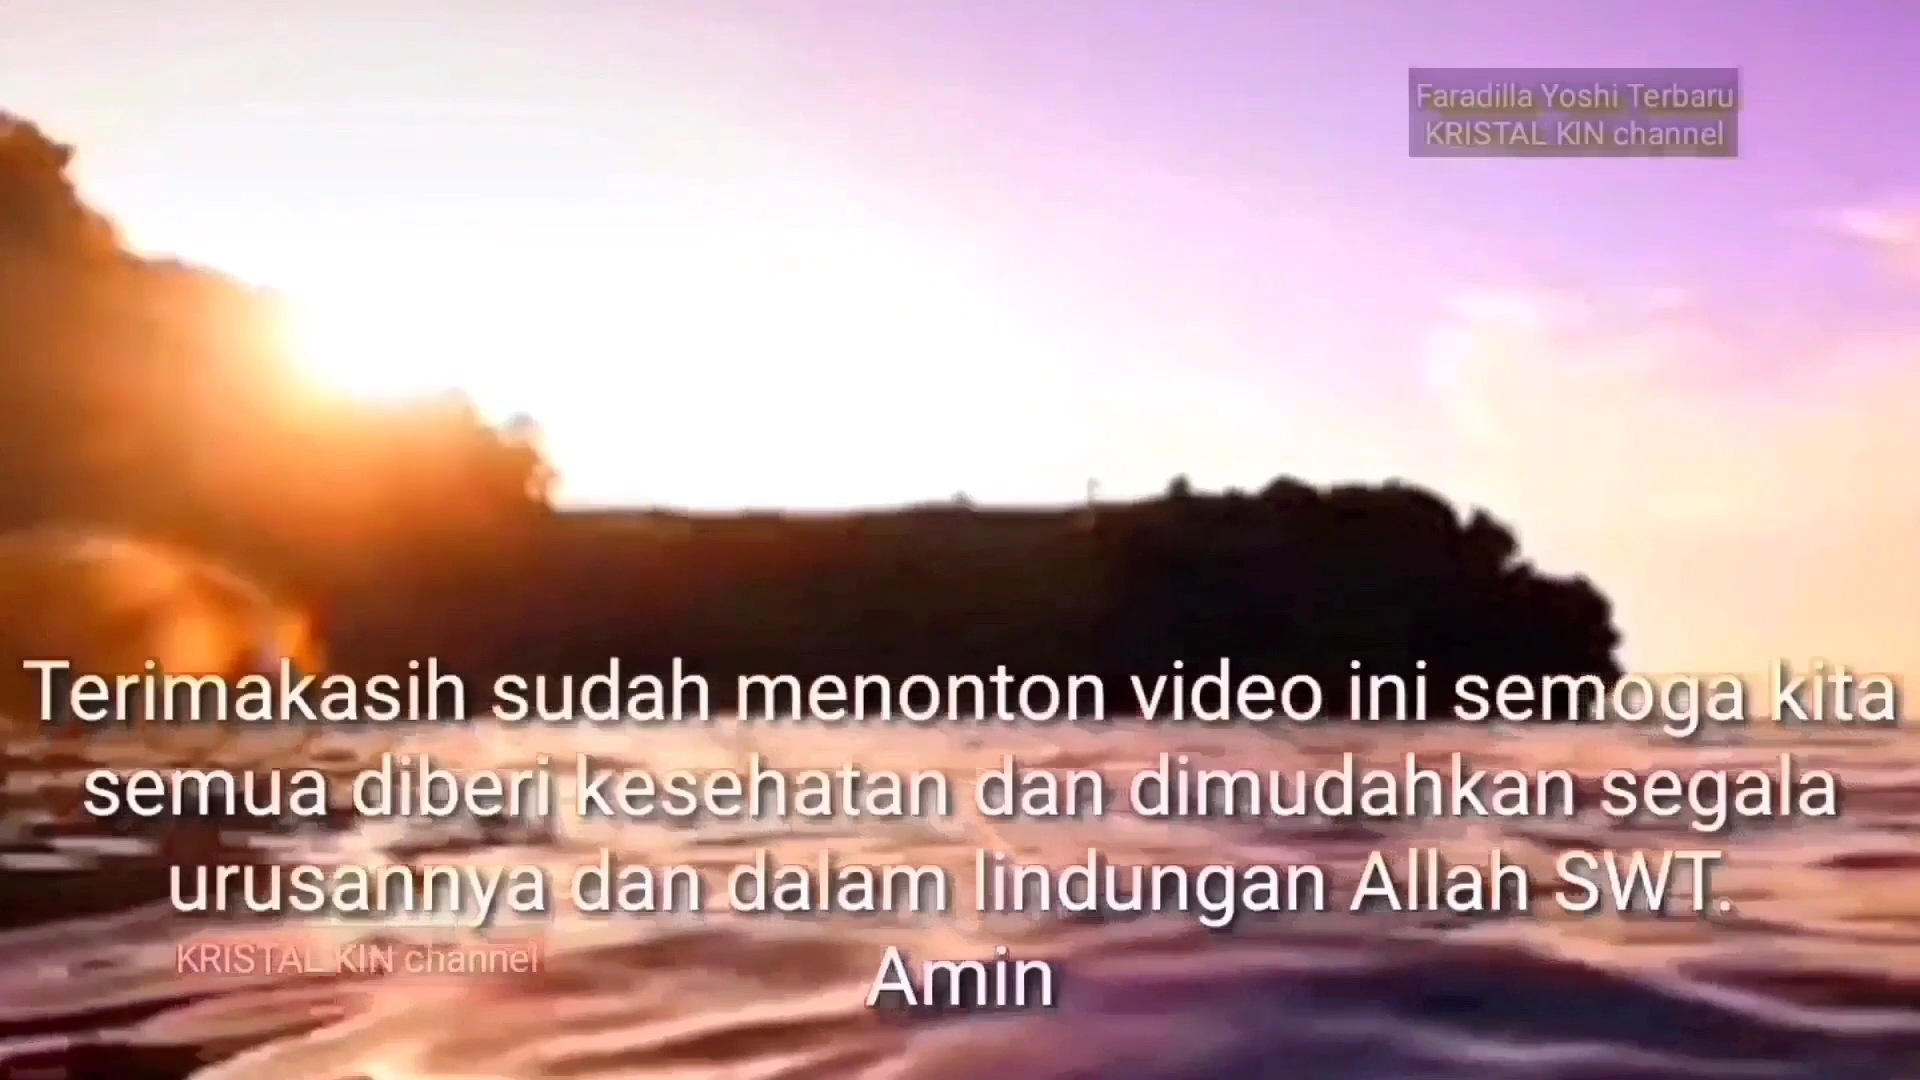 Faradilla Yoshi Terbaru
KRISTAL KIN channel
Terimakasih sudah menonton video ini semoga kita
semua diberi kesehatan dan dimudahkan segala
urusannya dan dalam lindungan Allah SWT.
KRISTAL KIN channel
Amin